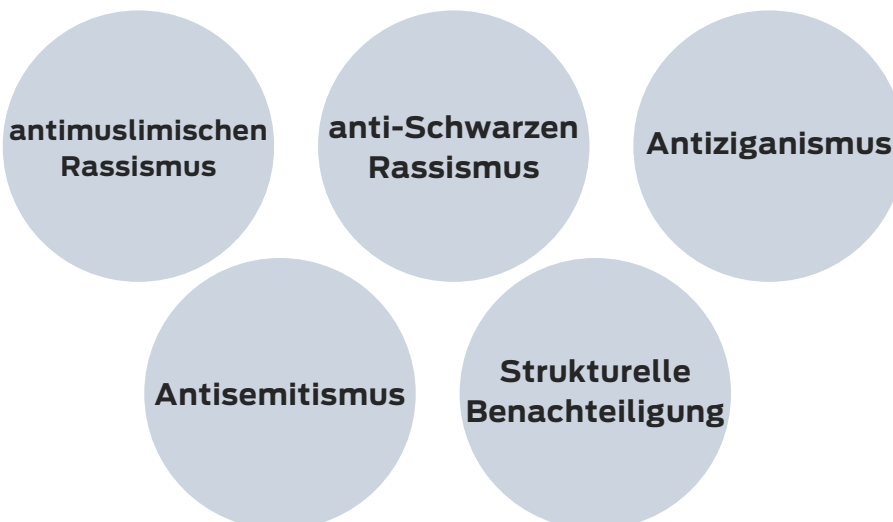 antimuslimischen
Rassismus
anti-Schwarzen
Rassismus
Antiziganismus
Antisemitismus
Strukturelle
Benachteiligung